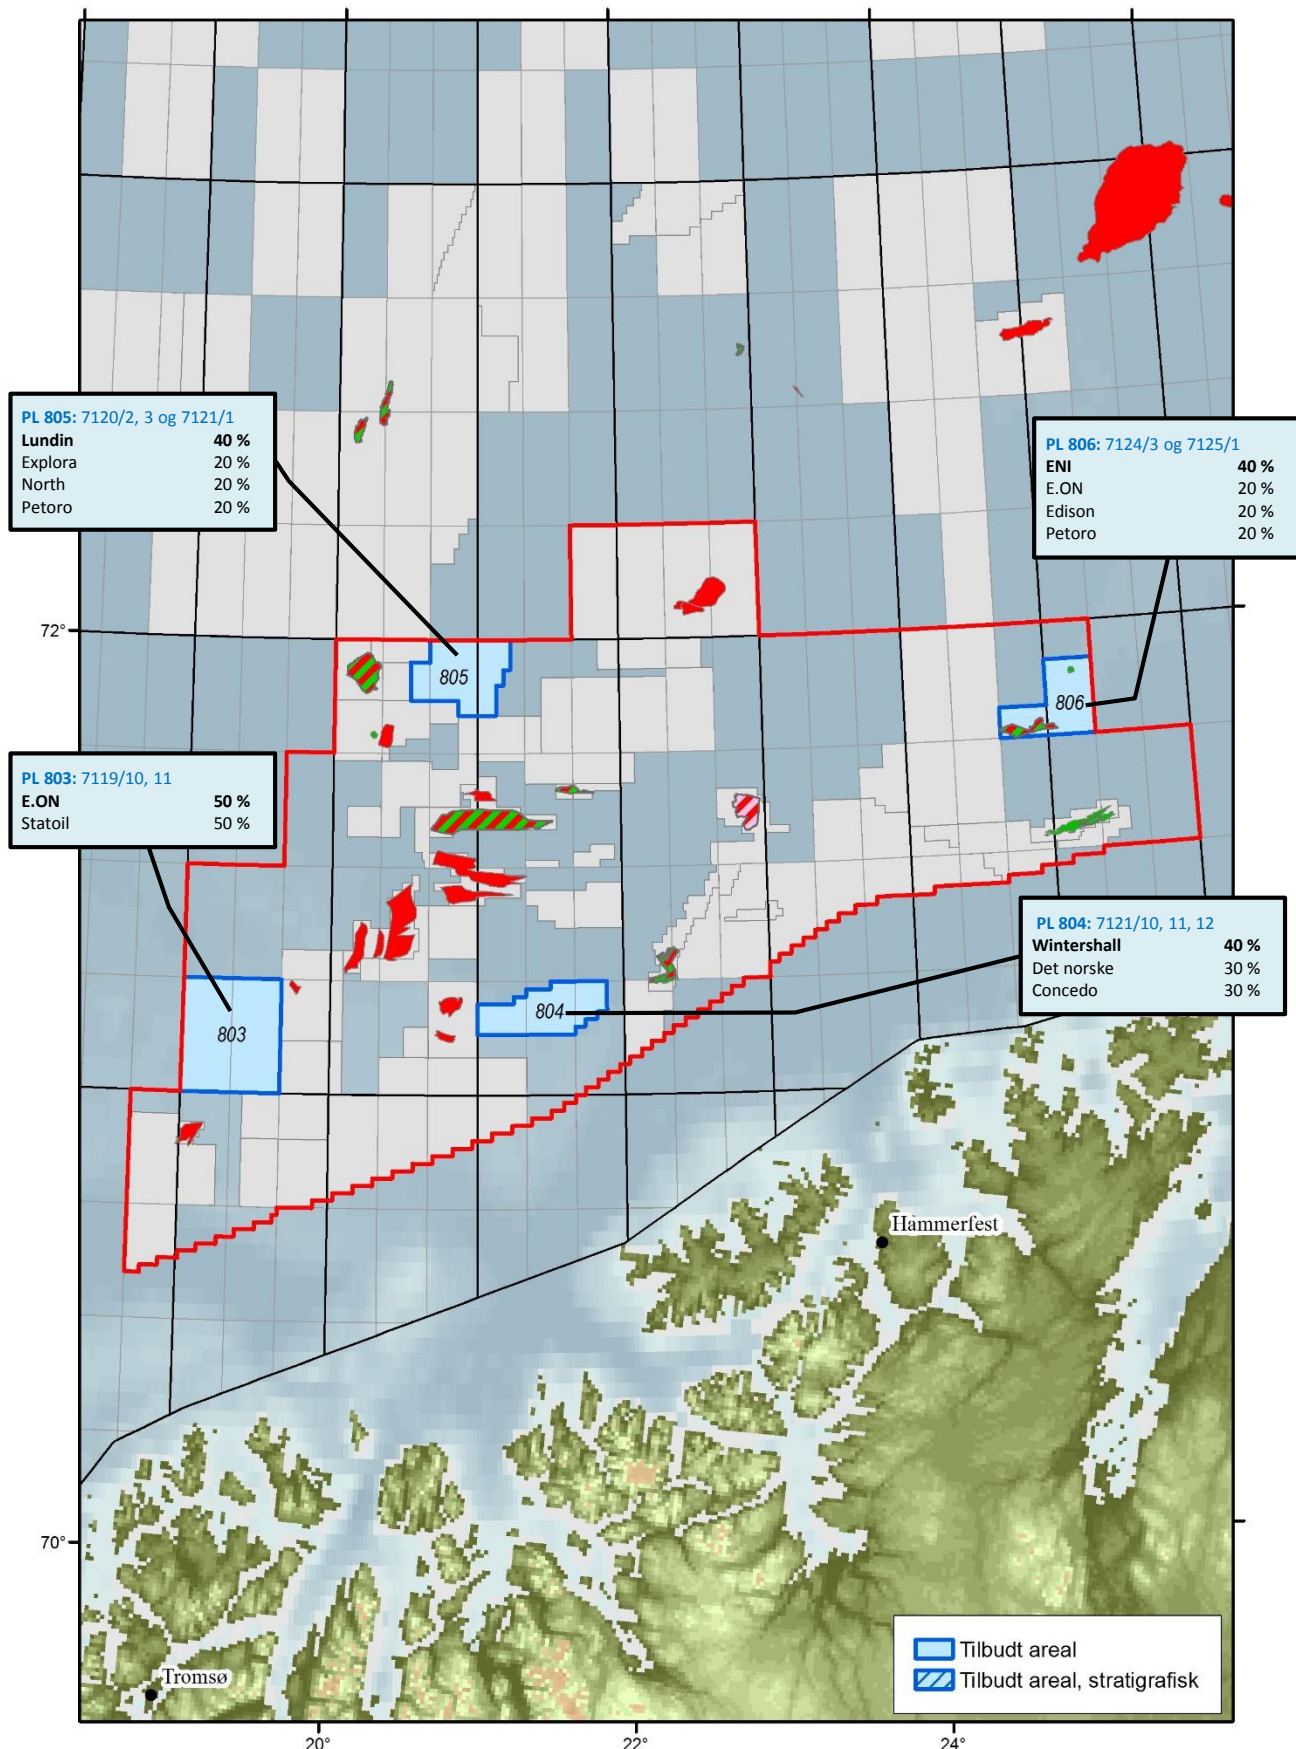 PL 805: 7120/2, 3 og 7121/1
Lundin 40 %
Explora 20 %
North 20 %
Petoro 20 %
PL 806: 7124/3 og 7125/1
ENI 40 %
E.ON 20 %
Edison 20 %
Petoro 20 %
72°
805
806
PL 803: 7119/10, 11
E.ON 50 %
Statoil 50 %
PL 804: 7121/10, 11, 12
Wintershall 40 %
Det norske 30 %
Concedo 30 %
804
803
Hammerfest
70°
Tilbudt areal
Tilbudt areal, stratigrafisk
Tromsø
20° 22° 24°